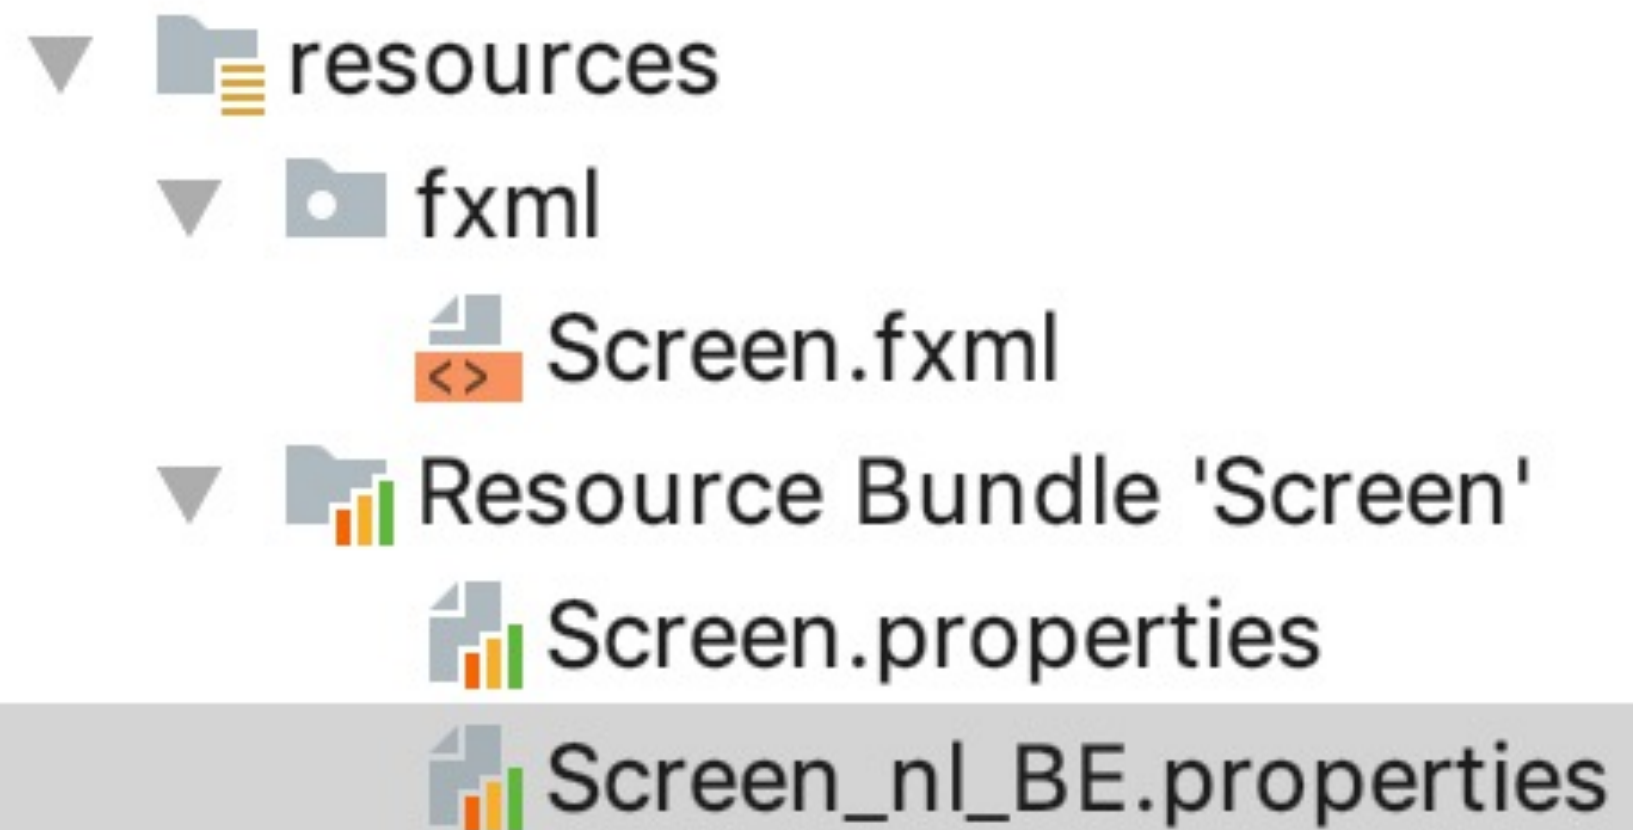 resources
fxml
<>
Screen.fxml
Resource Bundle 'Screen'
Screen.properties
Screen_nl_BE.properties